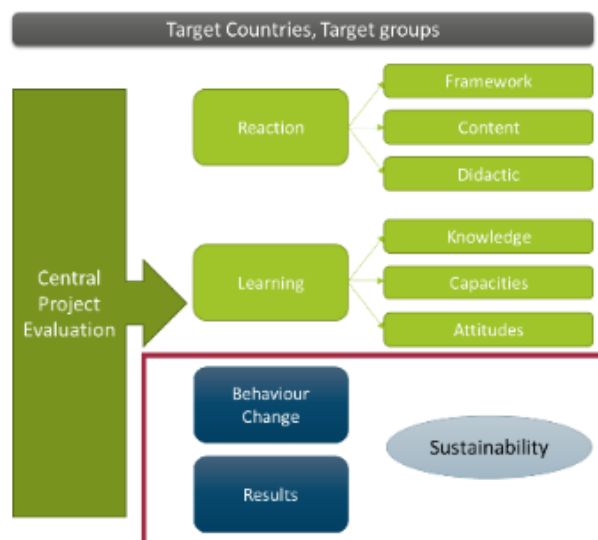 Target Countries, Target groups
Central
Project
Evaluation
Reaction
Framework
Content
Didactic
Learning
Knowledge
Capacities
Attitudes
Behaviour
Change
Results
Sustainability